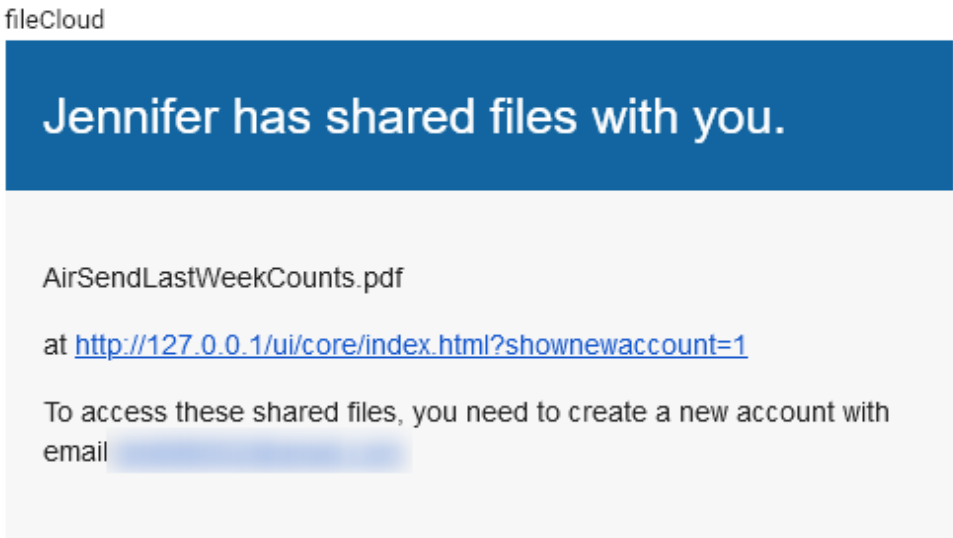 fileCloud
Jennifer has shared files with you.
AirSendLastWeekCounts.pdf
at http://127.0.0.1/ui/core/index.html?shownewaccount=1
To access these shared files, you need to create a new account with
email